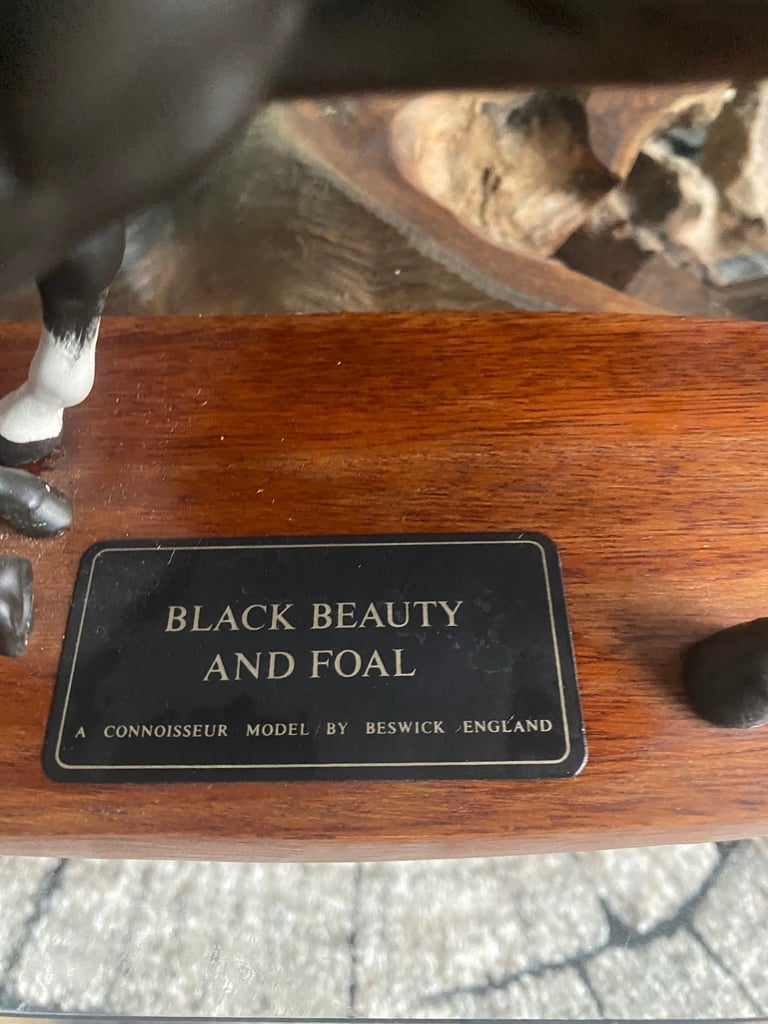 BLACK BEAUTY
AND FOAL
A CONNOISSEUR MODEL BY BESWICK ENGLAND